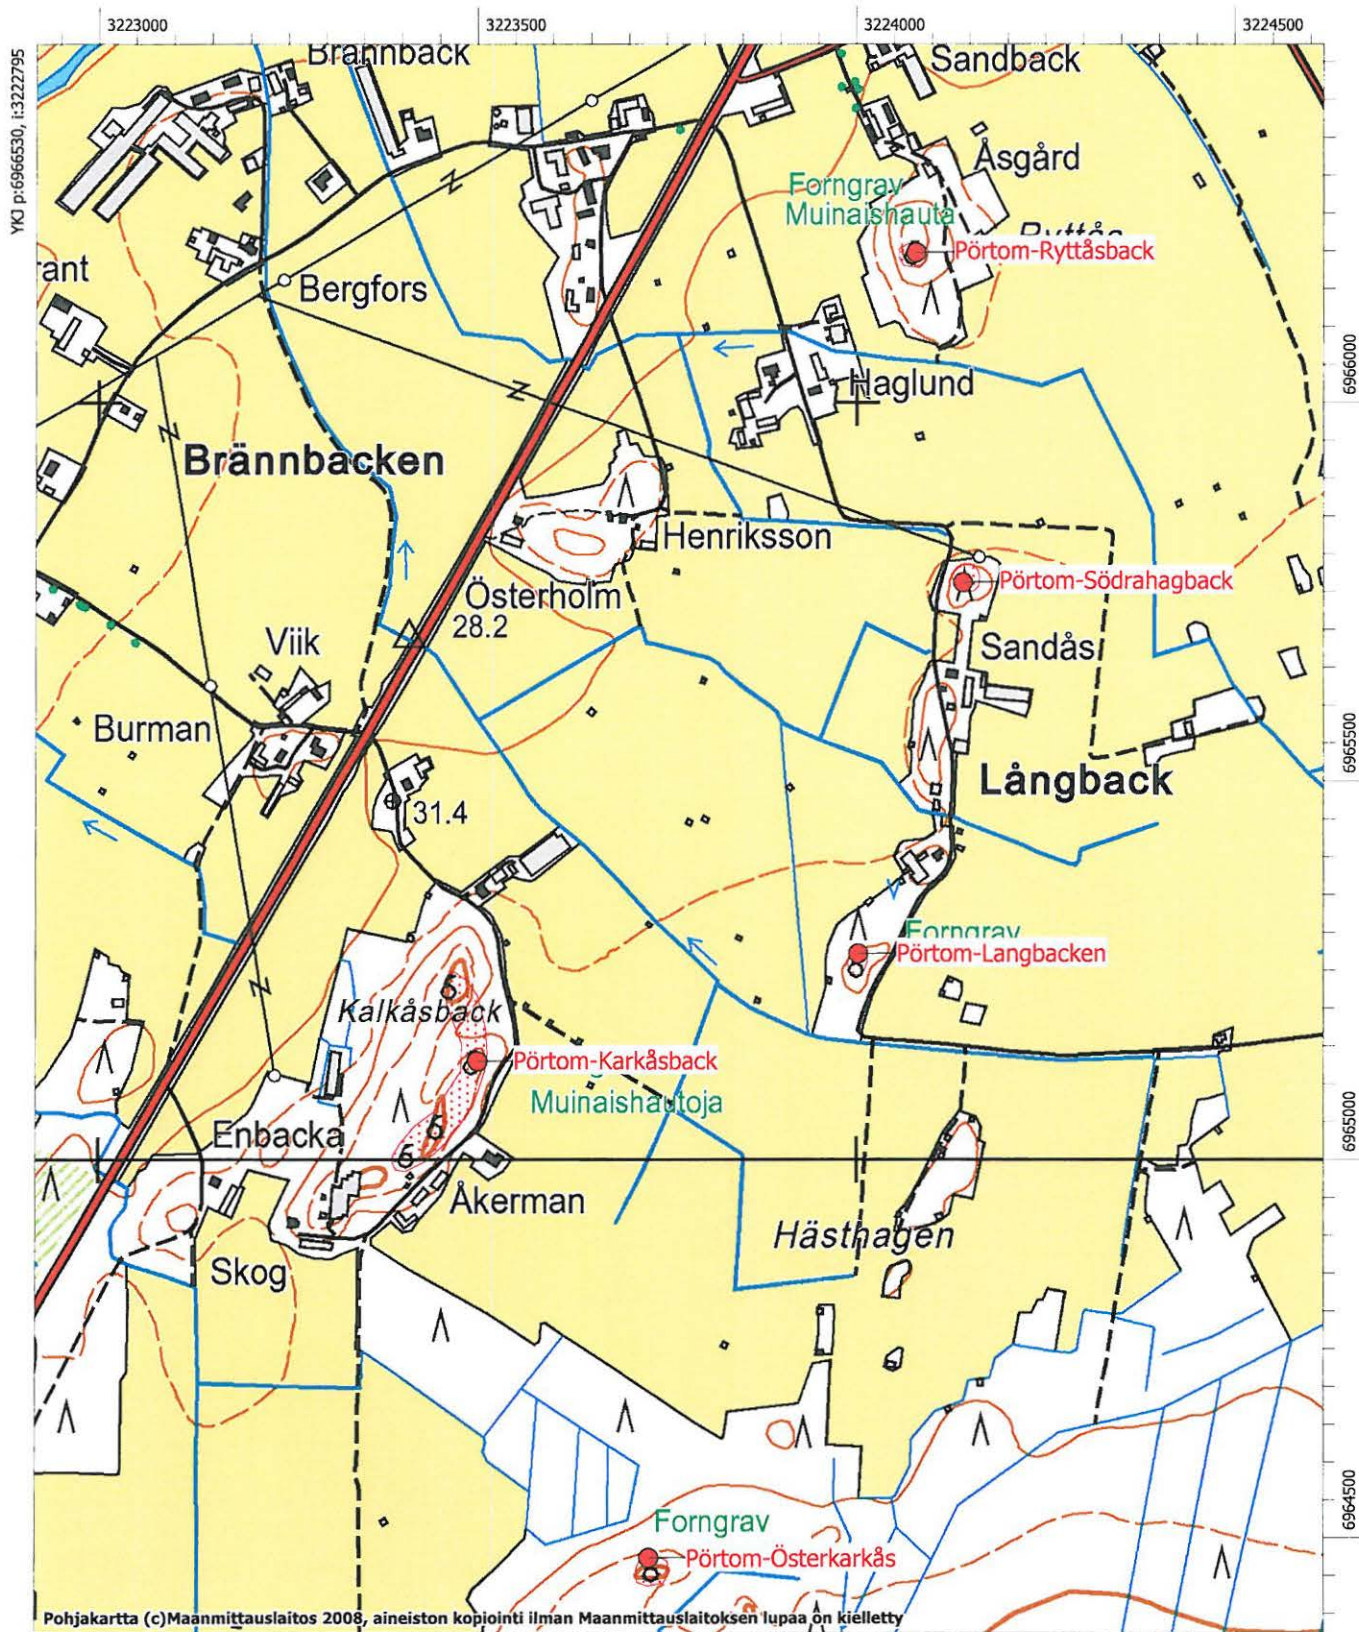 3223000
3223500
3224000
3224500
YKJ p:6966530, i:3222795
Brännback
Sandback
Åsgård
Forngrav
Muinaishauta
Ryttås
Pörtom-Ryttåsback
rant
Bergfors
6966000
Haglund
Brännbacken
Henriksson
Österholm
28.2
Pörtom-Södrahagback
Viik
Sandås
Burman
6965500
Långback
31.4
Forngrav
Pörtom-Langbacken
Kalkåsback
Pörtom-Karkåsback
Muinaishautoja
6965000
Enbacka
Åkerman
Hästhagen
Skog
6964500
Forngrav
Pörtom-Österkarkås
Pohjakartta (c)Maanmittauslaitos 2008, aineiston kopiointi ilman Maanmittauslaitoksen lupaa on kielletty